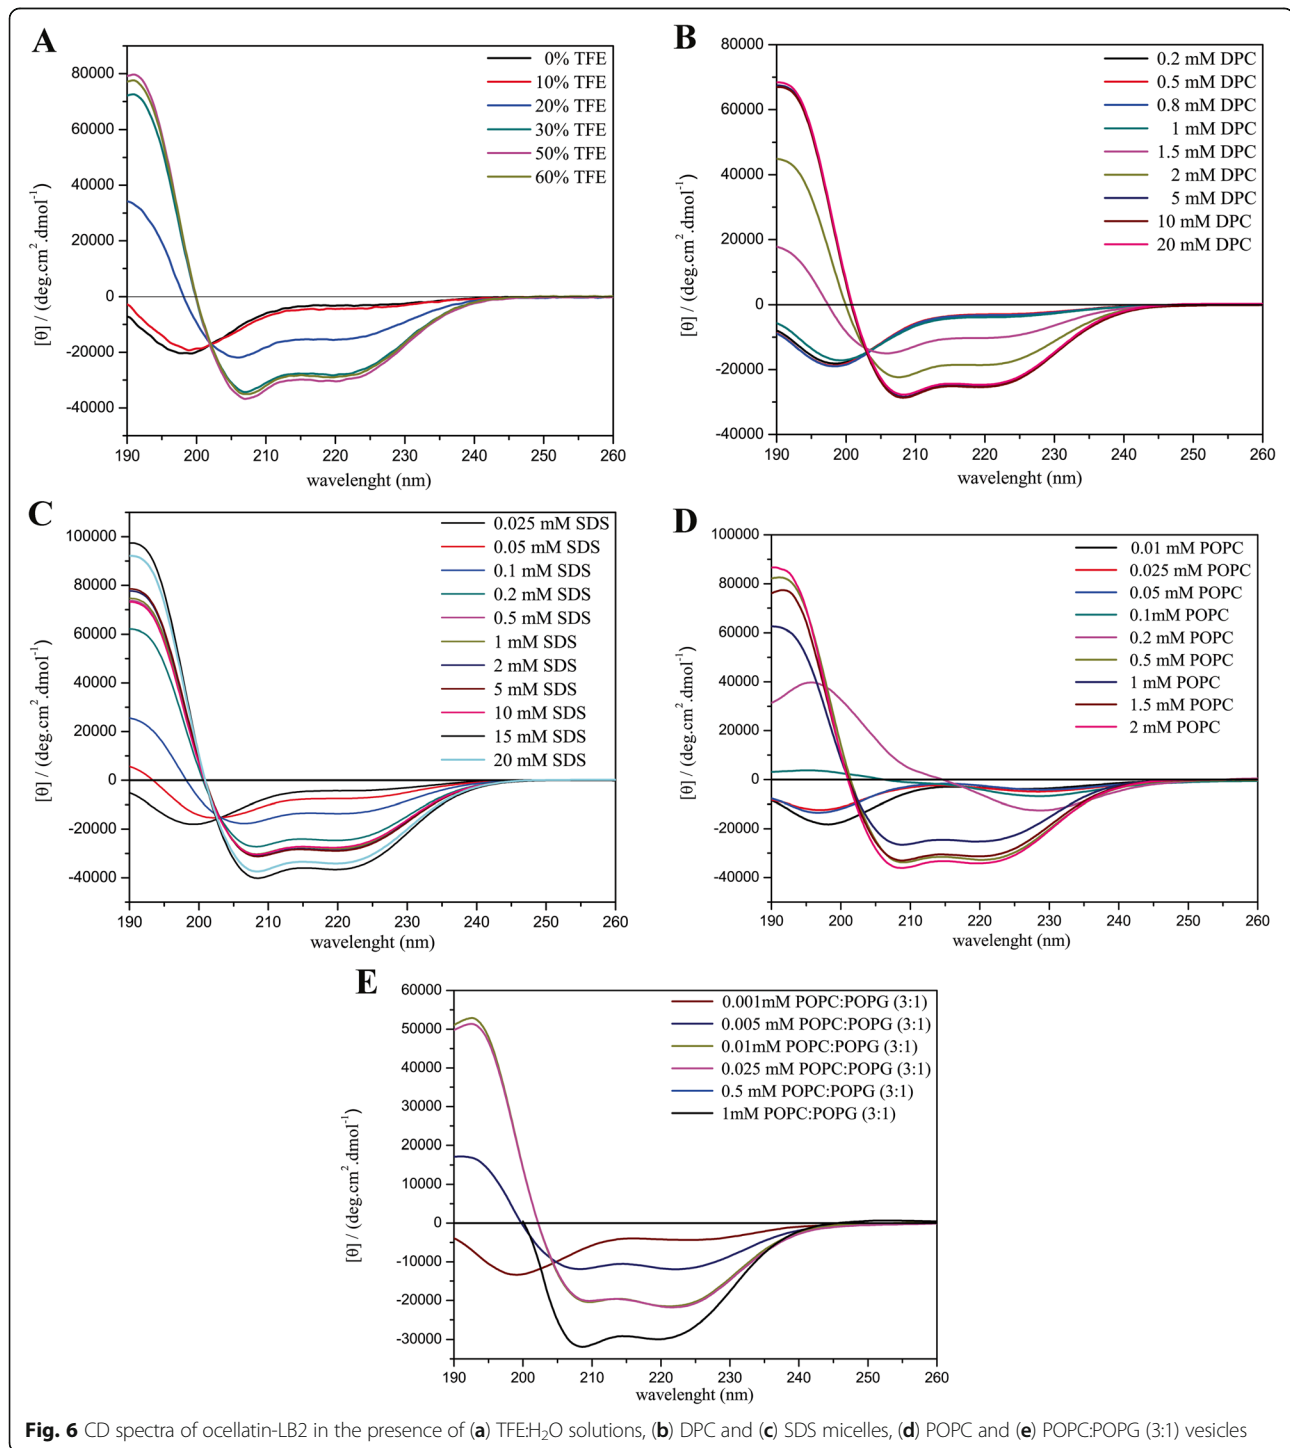 A
[θ] / (deg.cm².dmol⁻¹)
80000
60000
40000
20000
0
-20000
-40000
0% TFE
10% TFE
20% TFE
30% TFE
50% TFE
60% TFE
190 200 210 220 230 240 250 260
wavelenght (nm)
B
[θ] / (deg.cm².dmol⁻¹)
80000
60000
40000
20000
0
-20000
-40000
0.2 mM DPC
0.5 mM DPC
0.8 mM DPC
1 mM DPC
1.5 mM DPC
2 mM DPC
5 mM DPC
10 mM DPC
20 mM DPC
190 200 210 220 230 240 250 260
wavelenght (nm)
C
[θ] / (deg.cm².dmol⁻¹)
100000
80000
60000
40000
20000
0
-20000
-40000
0.025 mM SDS
0.05 mM SDS
0.1 mM SDS
0.2 mM SDS
0.5 mM SDS
1 mM SDS
2 mM SDS
5 mM SDS
10 mM SDS
15 mM SDS
20 mM SDS
190 200 210 220 230 240 250 260
wavelenght (nm)
D
[θ] / (deg.cm².dmol⁻¹)
100000
80000
60000
40000
20000
0
-20000
-40000
0.01 mM POPC
0.025 mM POPC
0.05 mM POPC
0.1mM POPC
0.2 mM POPC
0.5 mM POPC
1 mM POPC
1.5 mM POPC
2 mM POPC
190 200 210 220 230 240 250 260
wavelenght (nm)
E
[θ] / (deg.cm².dmol⁻¹)
60000
50000
40000
30000
20000
10000
0
-10000
-20000
-30000
0.001mM POPC:POPG (3:1)
0.005 mM POPC:POPG (3:1)
0.01mM POPC:POPG (3:1)
0.025 mM POPC:POPG (3:1)
0.5 mM POPC:POPG (3:1)
1mM POPC:POPG (3:1)
190 200 210 220 230 240 250 260
wavelenght (nm)
Fig. 6 CD spectra of ocellatin-LB2 in the presence of (a) TFE:H₂O solutions, (b) DPC and (c) SDS micelles, (d) POPC and (e) POPC:POPG (3:1) vesicles